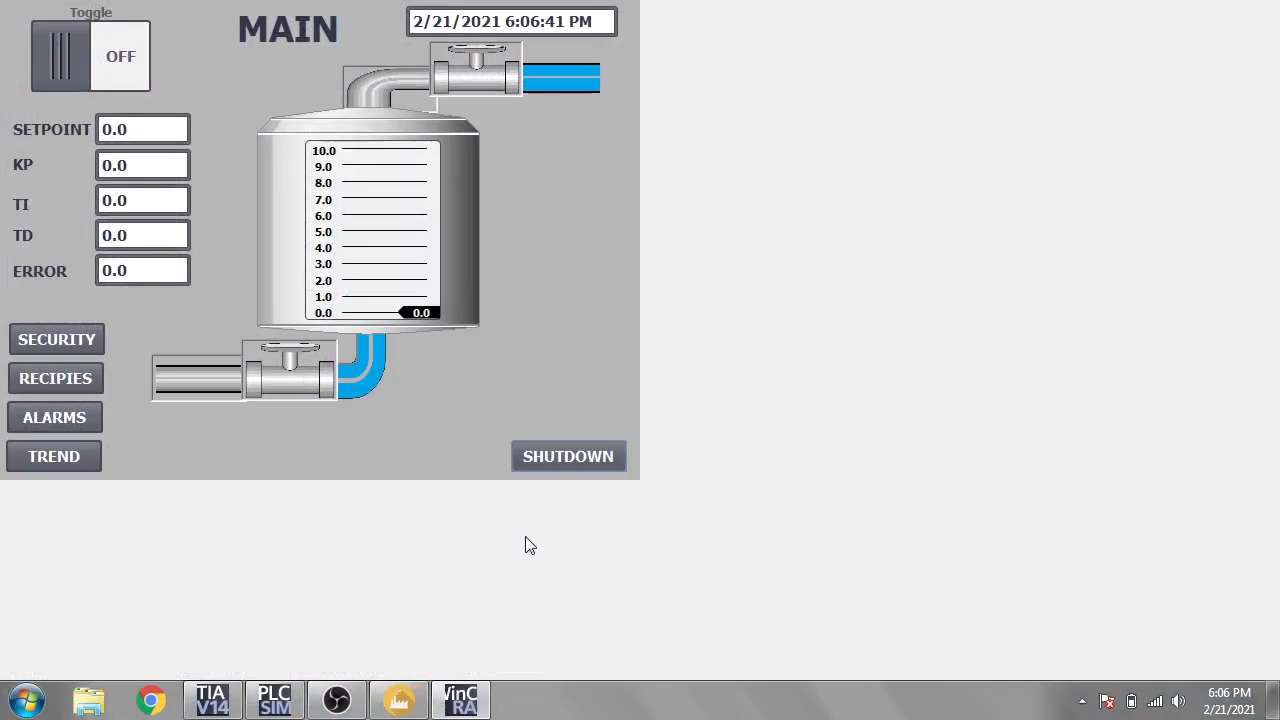 Toggle
MAIN
2/21/2021 6:06:41 PM
OFF
SETPOINT 0.0
KP 0.0
TI 0.0
TD 0.0
ERROR 0.0
10.0
9.0
8.0
7.0
6.0
5.0
4.0
3.0
2.0
1.0
0.0 0.0
SECURITY
RECIPIES
ALARMS
TREND
SHUTDOWN
TIA
V14
PLC
SIM
WinC
RA
6:06 PM
2/21/2021